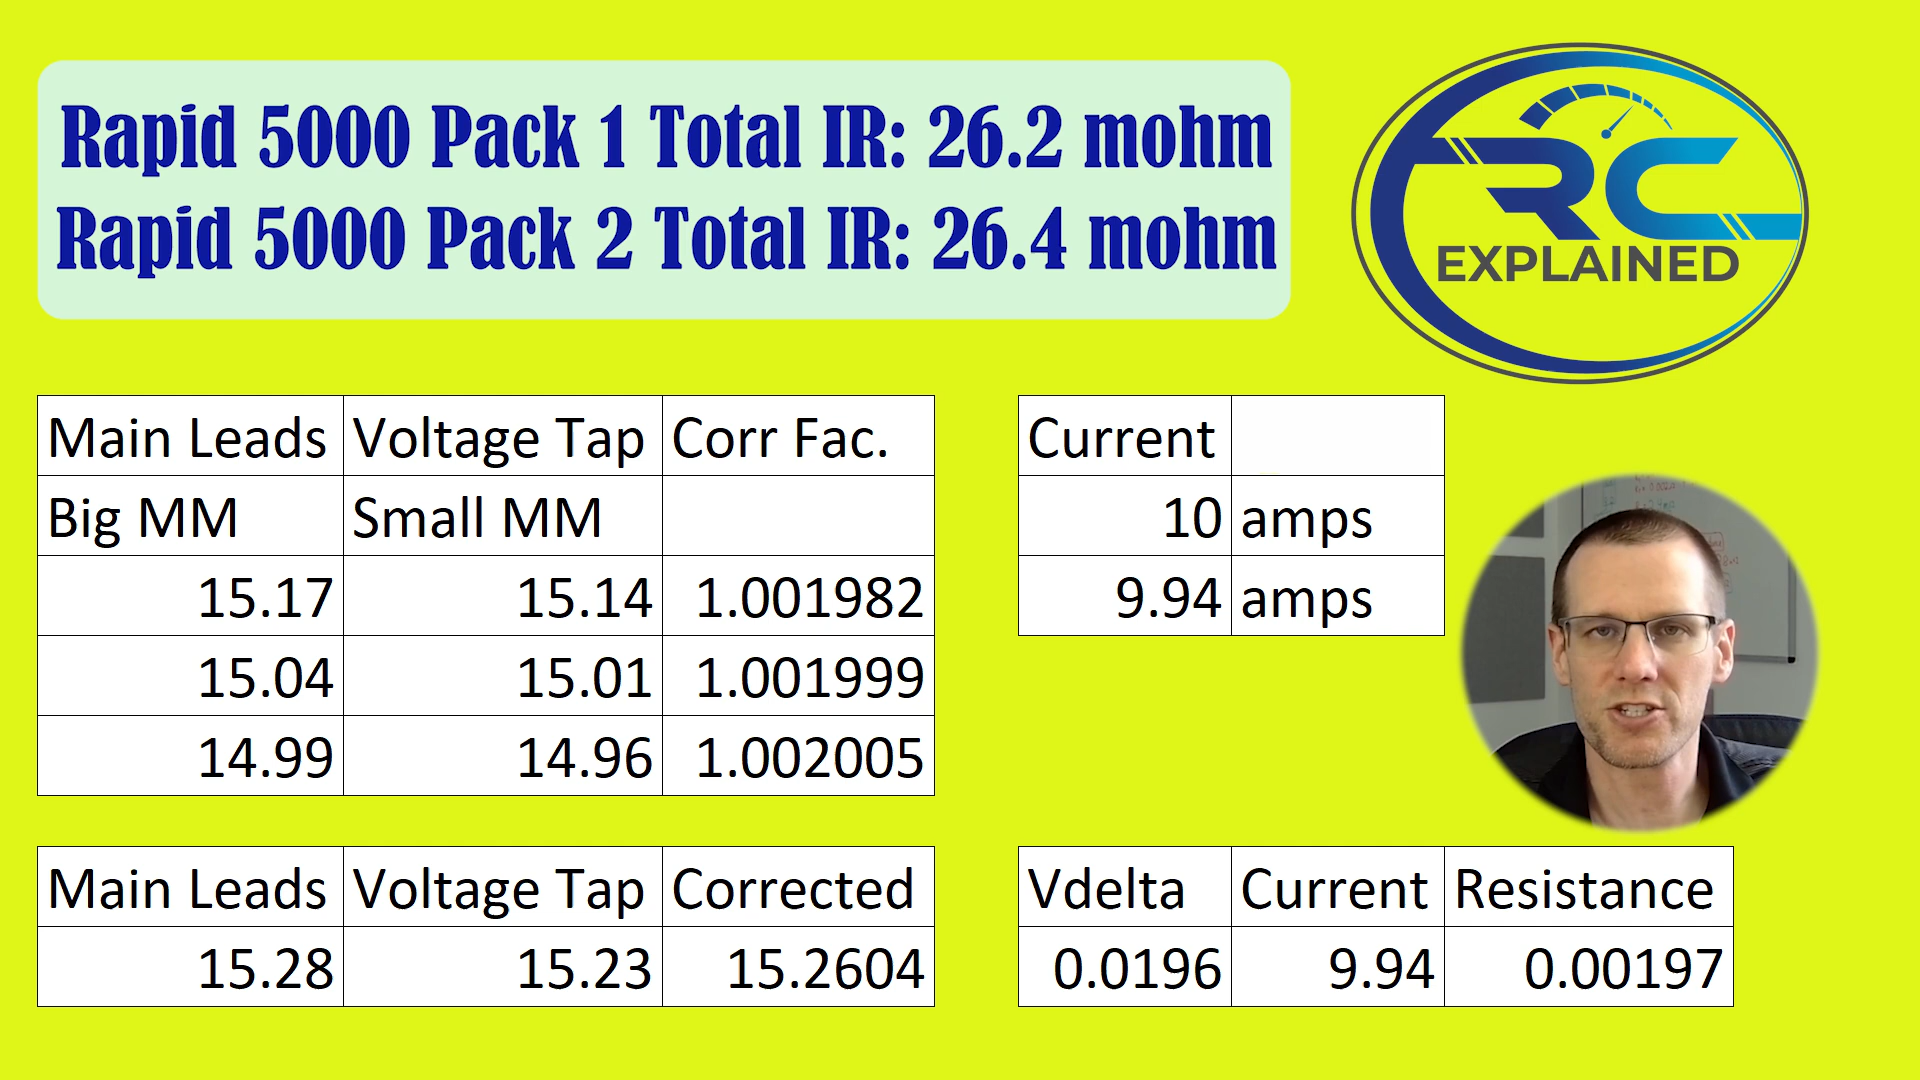 Rapid 5000 Pack 1 Total IR: 26.2 mohm
Rapid 5000 Pack 2 Total IR: 26.4 mohm
RC
EXPLAINED
Main Leads Voltage Tap Corr Fac.
Big MM Small MM
15.17 15.14 1.001982
15.04 15.01 1.001999
14.99 14.96 1.002005
Current
10 amps
9.94 amps
Main Leads Voltage Tap Corrected
15.28 15.23 15.2604
Vdelta Current Resistance
0.0196 9.94 0.00197